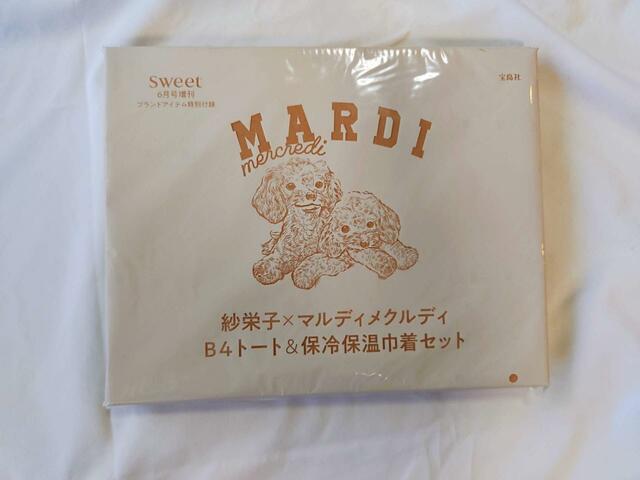 Sweet
6月号増刊
ブランドアイテム特別付録
宝島社
MARDI
mercredi
紗栄子×マルディメクルディ
B4トート&保冷保温巾着セット